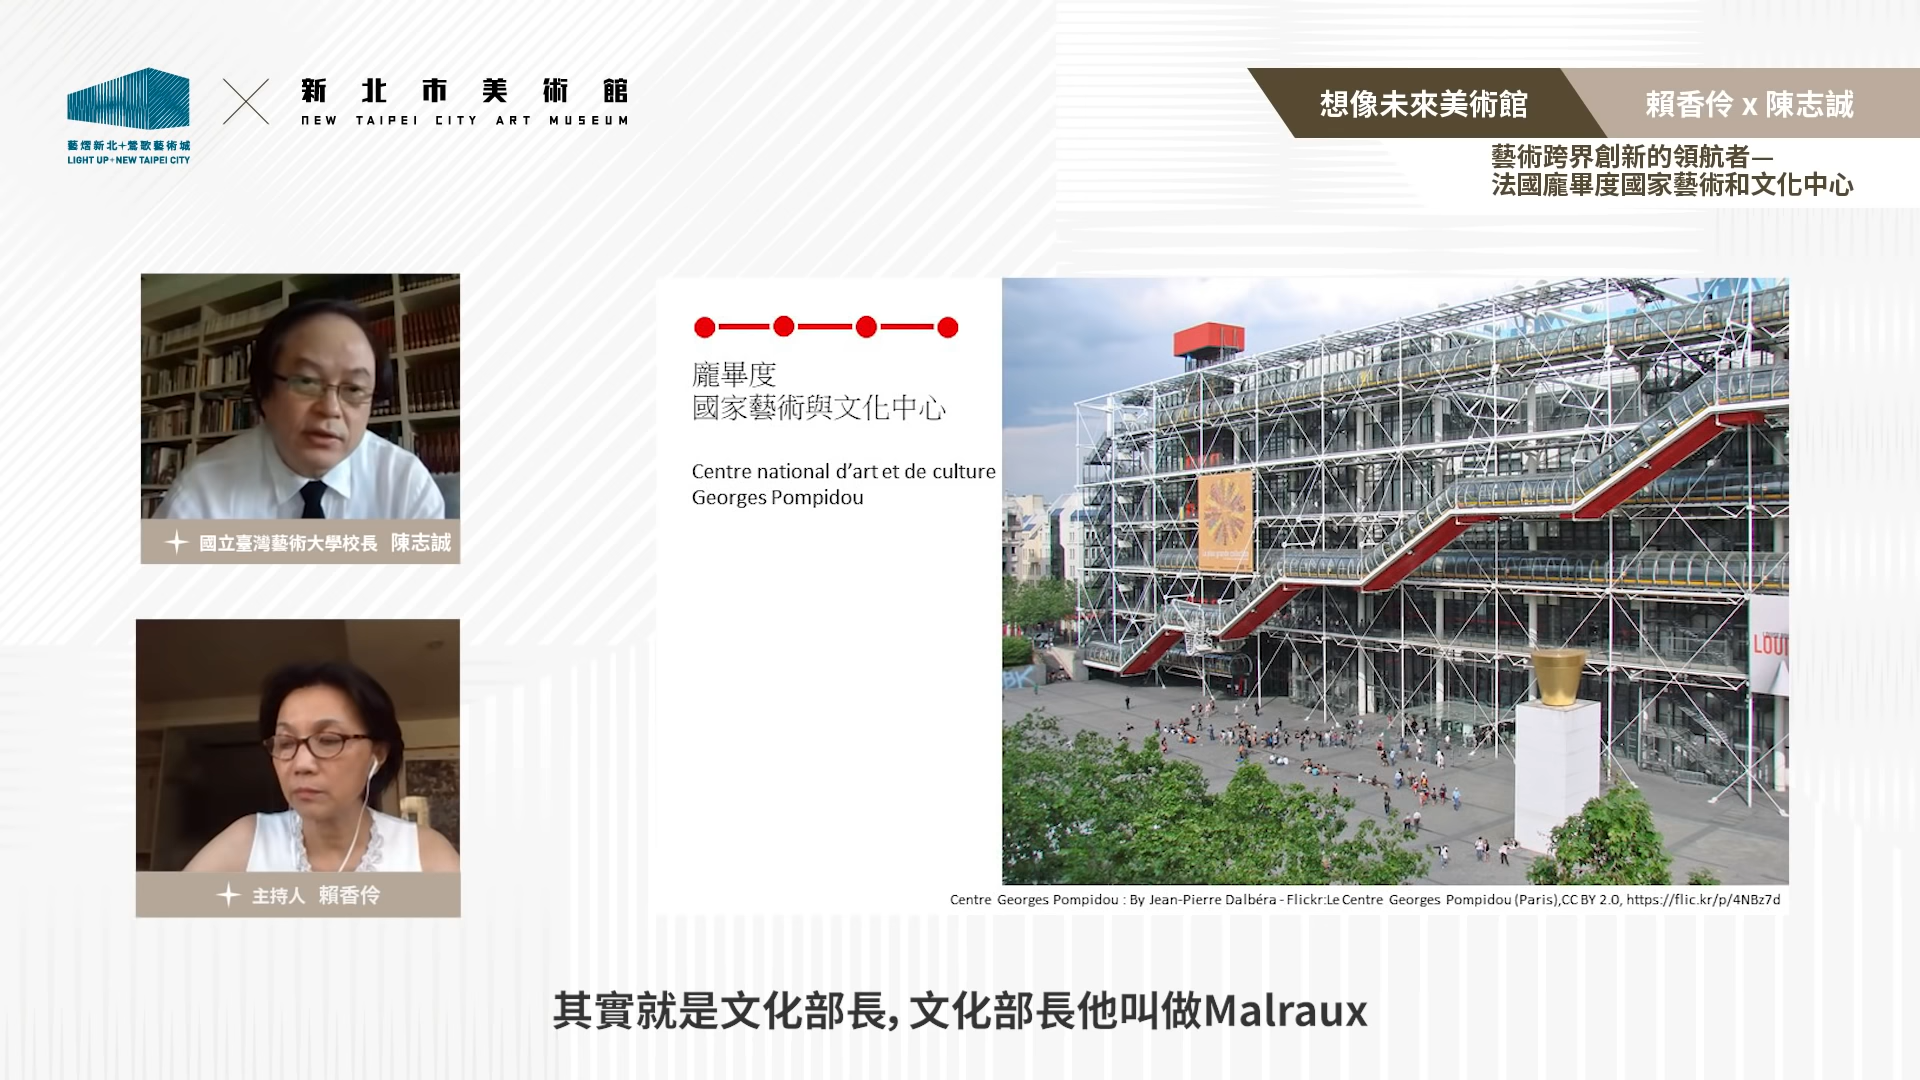 藝熠新北+鶯歌藝術城
LIGHT UP+NEW TAIPEI CITY
新北市美術館
NEW TAIPEI CITY ART MUSEUM
想像未來美術館
賴香伶 x 陳志誠
藝術跨界創新的領航者—
法國龐畢度國家藝術和文化中心
國立臺灣藝術大學校長 陳志誠
主持人 賴香伶
龐畢度
國家藝術與文化中心
Centre national d’art et de culture
Georges Pompidou
LOUI
Centre Georges Pompidou : By Jean-Pierre Dalbéra - Flickr:Le Centre Georges Pompidou (Paris),CC BY 2.0, https://flic.kr/p/4NBz7d
其實就是文化部長, 文化部長他叫做Malraux